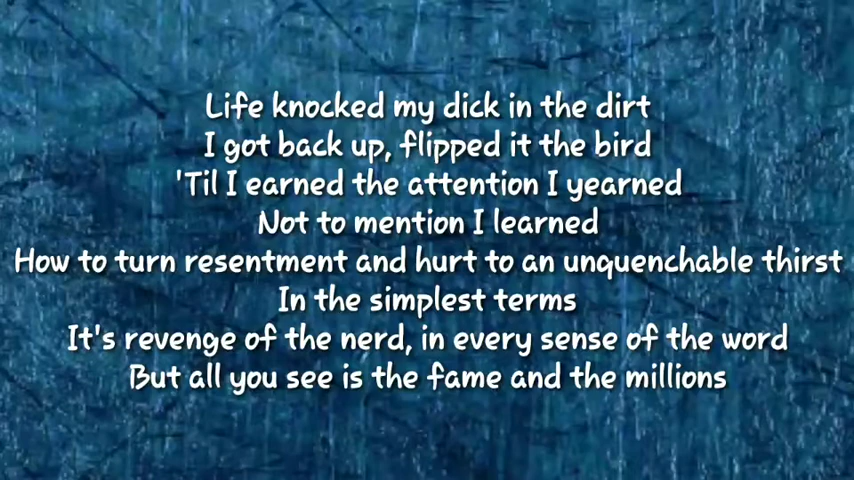 Life knocked my dick in the dirt
I got back up, flipped it the bird
'Til I earned the attention I yearned
Not to mention I learned
How to turn resentment and hurt to an unquenchable thirst
In the simplest terms
It's revenge of the nerd, in every sense of the word
But all you see is the fame and the millions